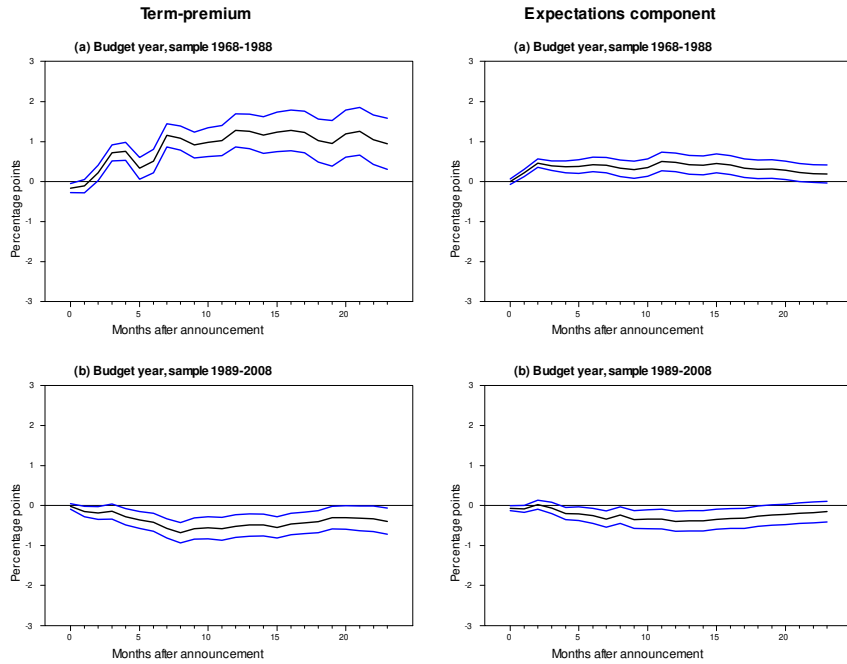 Term-premium
Expectations component
(a) Budget year, sample 1968-1988
3
2
1
0
-1
-2
-3
Percentage points
0 5 10 15 20
Months after announcement
(a) Budget year, sample 1968-1988
3
2
1
0
-1
-2
-3
Percentage points
0 5 10 15 20
Months after announcement
(b) Budget year, sample 1989-2008
3
2
1
0
-1
-2
-3
Percentage points
0 5 10 15 20
Months after announcement
(b) Budget year, sample 1989-2008
3
2
1
0
-1
-2
-3
Percentage points
0 5 10 15 20
Months after announcement